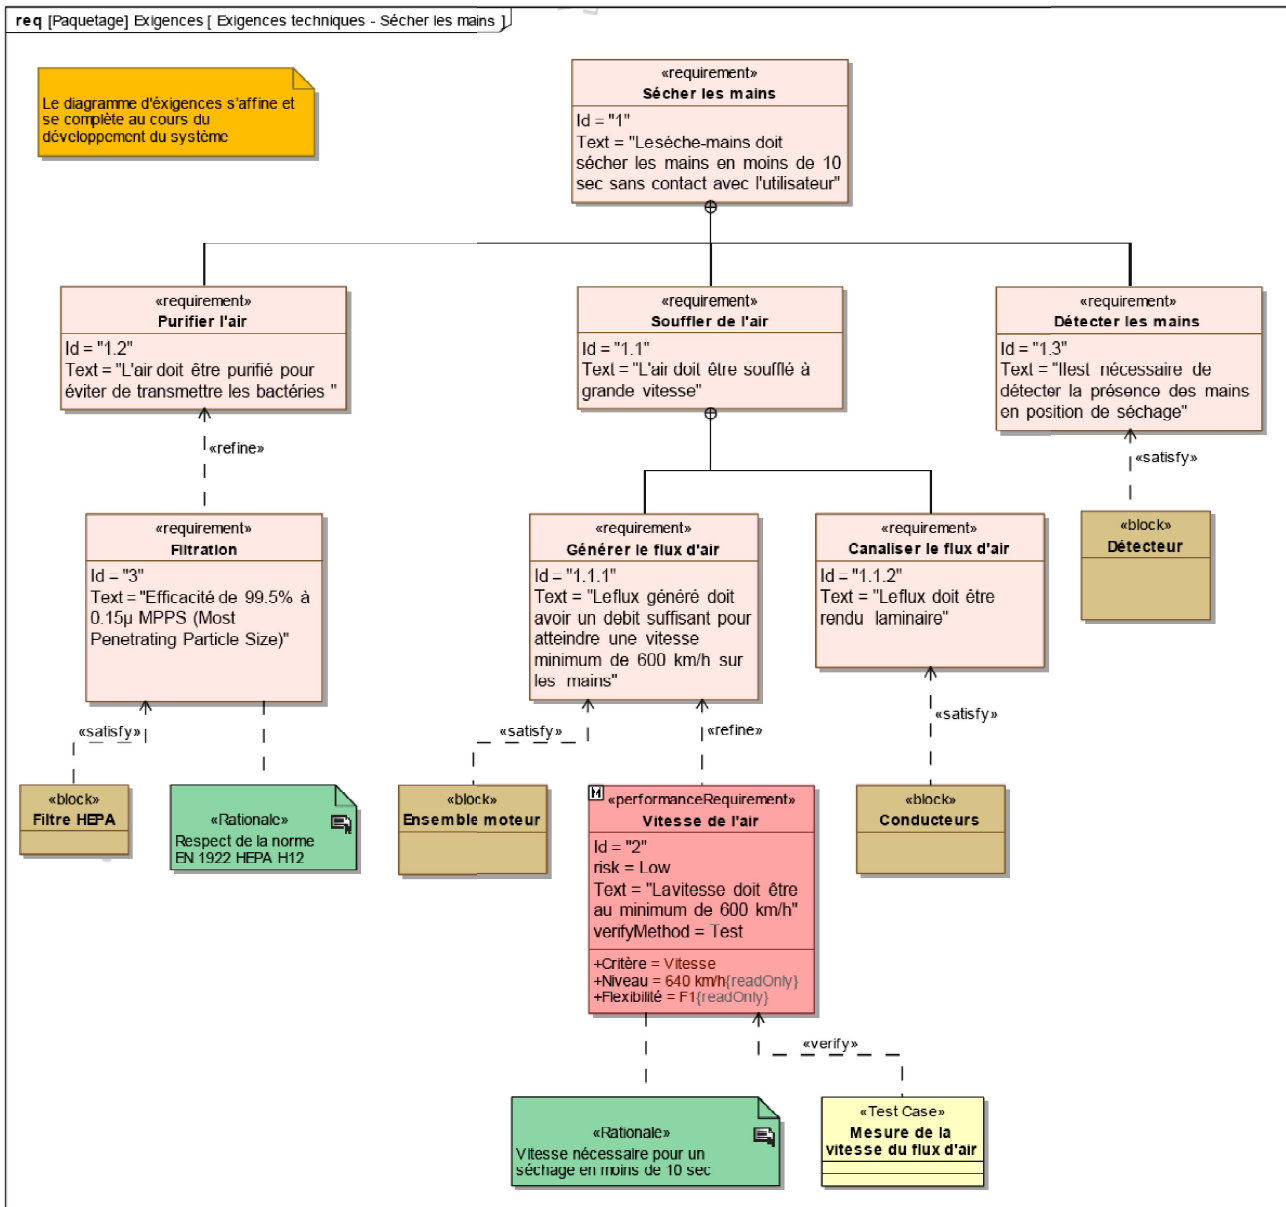 req [Paquetage] Exigences [ Exigences techniques - Sécher les mains ]
Le diagramme d'éxigences s'affine et
se complète au cours du
développement du système
«requirement»
Sécher les mains
Id = "1"
Text = "Leséche-mains doit
sécher les mains en moins de 10
sec sans contact avec l'utilisateur"
«requirement»
Purifier l'air
Id = "1.2"
Text = "L'air doit être purifié pour
éviter de transmettre les bactéries "
«requirement»
Souffler de l'air
Id = "1.1"
Text = "L'air doit être soufflé à
grande vitesse"
«requirement»
Détecter les mains
Id = "1.3"
Text = "Ilest nécessaire de
détecter la présence des mains
en position de séchage"
«refine»
«satisfy»
«requirement»
Filtration
Id = "3"
Text = "Efficacité de 99.5% à
0.15µ MPPS (Most
Penetrating Particle Size)"
«requirement»
Générer le flux d'air
Id = "1.1.1"
Text = "Leflux généré doit
avoir un debit suffisant pour
atteindre une vitesse
minimum de 600 km/h sur
les mains"
«requirement»
Canaliser le flux d'air
Id = "1.1.2"
Text = "Leflux doit être
rendu laminaire"
«block»
Détecteur
«satisfy»
«satisfy»
«refine»
«satisfy»
«block»
Filtre HEPA
«Rationale»
Respect de la norme
EN 1922 HEPA H12
«block»
Ensemble moteur
M «performanceRequirement»
Vitesse de l'air
Id = "2"
risk = Low
Text = "Lavitesse doit être
au minimum de 600 km/h"
verifyMethod = Test
+Critère = Vitesse
+Niveau = 640 km/h{readOnly}
+Flexibilité = F1{readOnly}
«block»
Conducteurs
«verify»
«Rationale»
Vitesse nécessaire pour un
séchage en moins de 10 sec
«Test Case»
Mesure de la
vitesse du flux d'air